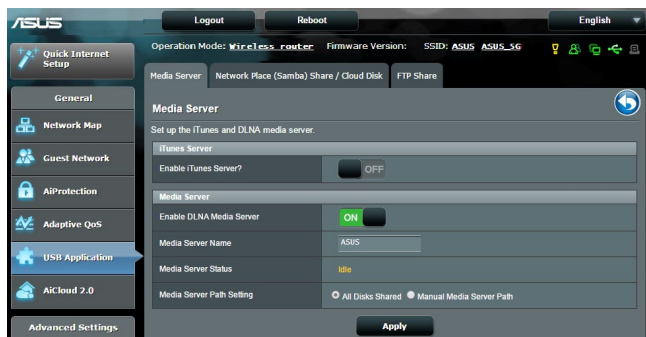 ASUS
Logout
Reboot
English
Quick Internet Setup
Operation Mode: Wireless router Firmware Version: SSID: ASUS ASUS_5G
Media Server
Network Place (Samba) Share / Cloud Disk
FTP Share
General
Network Map
Guest Network
AiProtection
Adaptive QoS
USB Application
AiCloud 2.0
Advanced Settings
Media Server
Set up the iTunes and DLNA media server.
iTunes Server
Enable iTunes Server?
OFF
Media Server
Enable DLNA Media Server
ON
Media Server Name
ASUS
Media Server Status
Idle
Media Server Path Setting
All Disks Shared
Manual Media Server Path
Apply